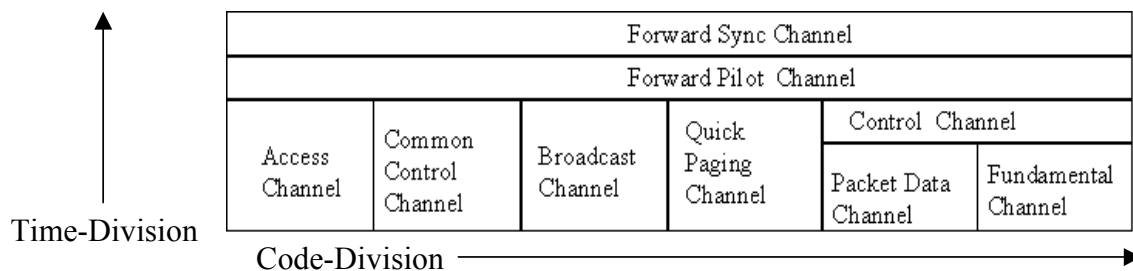 Forward Sync Channel
Forward Pilot Channel
Access
Channel
Common
Control
Channel
Broadcast
Channel
Quick
Paging
Channel
Control Channel
Packet Data
Channel
Fundamental
Channel
Time-Division
Code-Division